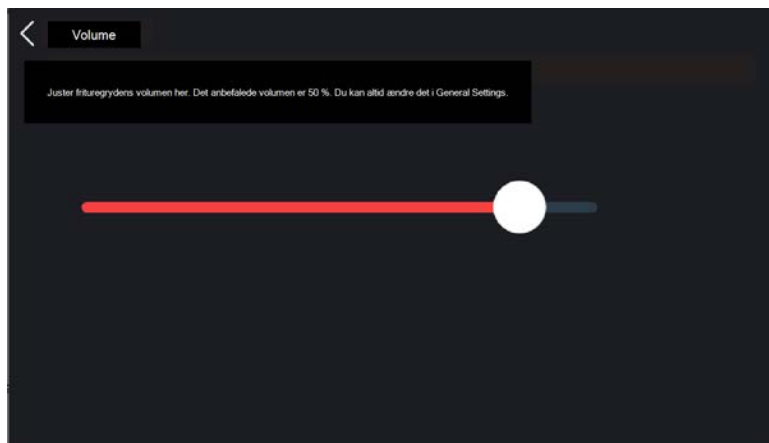 Volume
Juster frituregrydens volumen her. Det anbefalede volumen er 50 %. Du kan altid ændre det i General Settings.